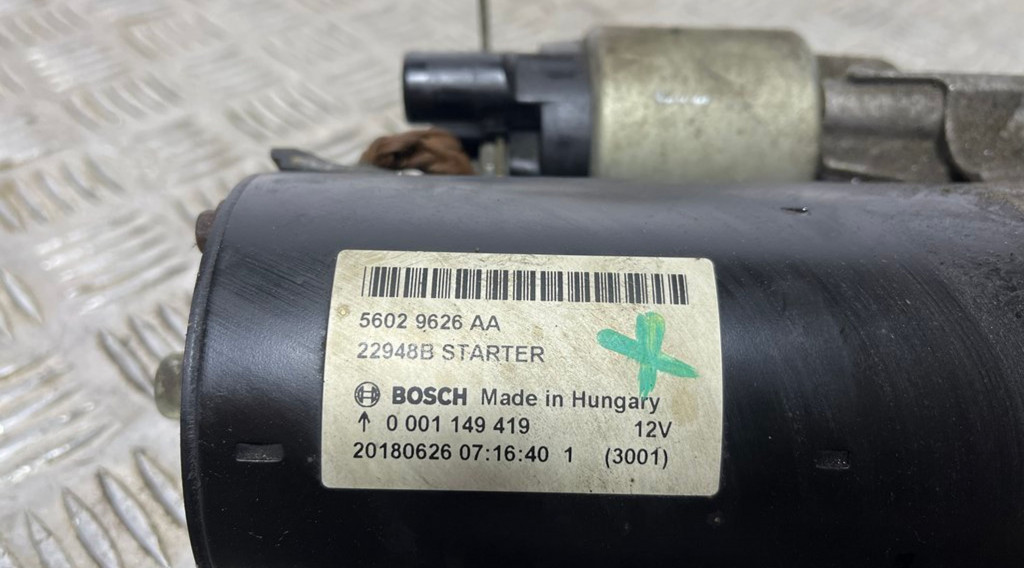 5602 9626 AA
22948B STARTER
BOSCH Made in Hungary
↑ 0 001 149 419 12V
20180626 07:16:40 1 (3001)